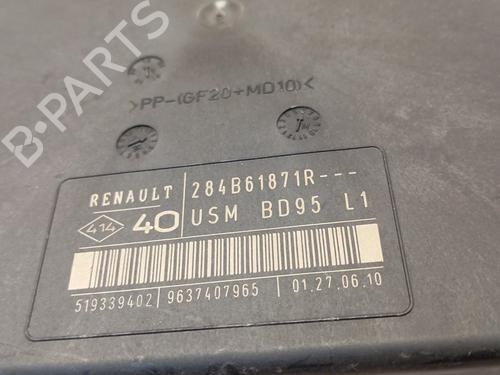 >PP-(GF20+MD10)<
RENAULT 284B61871R---
414 40 USM BD95 L1
519339402 9637407965 01.27.06.10
B-PARTS